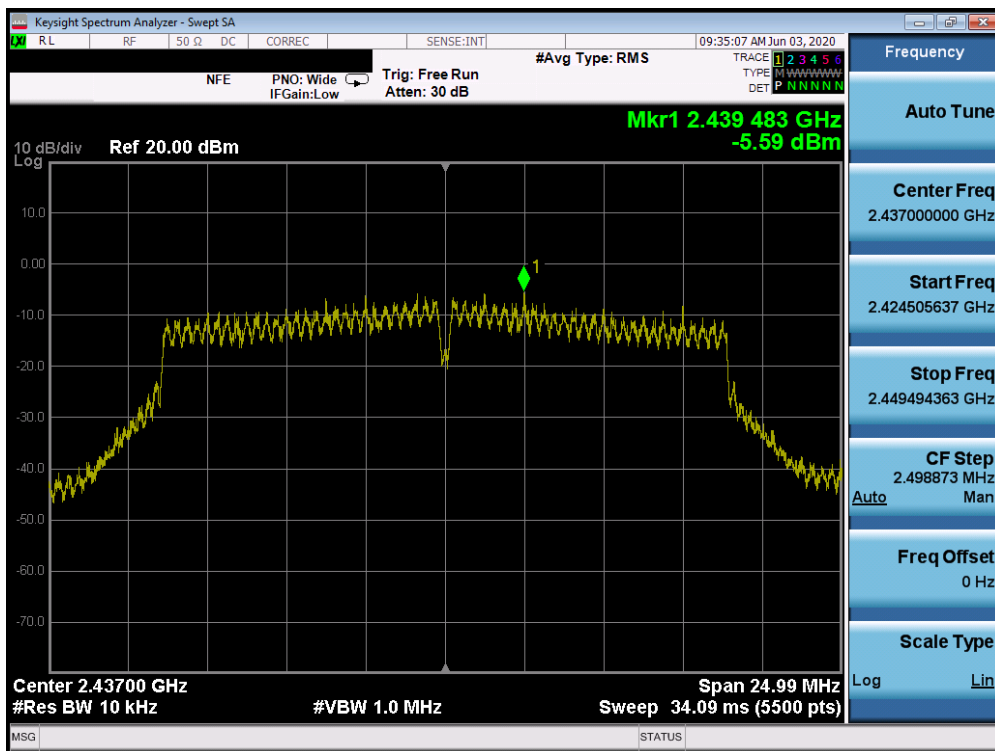 Keysight Spectrum Analyzer - Swept SA
LXI RL RF 50 Ω DC CORREC SENSE:INT 09:35:07 AM Jun 03, 2020
#Avg Type: RMS
TRACE 1 2 3 4 5 6
TYPE M WWWWW
DET P N N N N N
NFE PNO: Wide Trig: Free Run
IFGain:Low Atten: 30 dB
Mkr1 2.439 483 GHz
-5.59 dBm
10 dB/div Ref 20.00 dBm
Log
10.0
0.00
-10.0
-20.0
-30.0
-40.0
-50.0
-60.0
-70.0
1
Center 2.43700 GHz Span 24.99 MHz
#Res BW 10 kHz #VBW 1.0 MHz Sweep 34.09 ms (5500 pts)
MSG STATUS
Frequency
Auto Tune
Center Freq
2.437000000 GHz
Start Freq
2.424505637 GHz
Stop Freq
2.449494363 GHz
CF Step
2.498873 MHz
Auto Man
Freq Offset
0 Hz
Scale Type
Log Lin